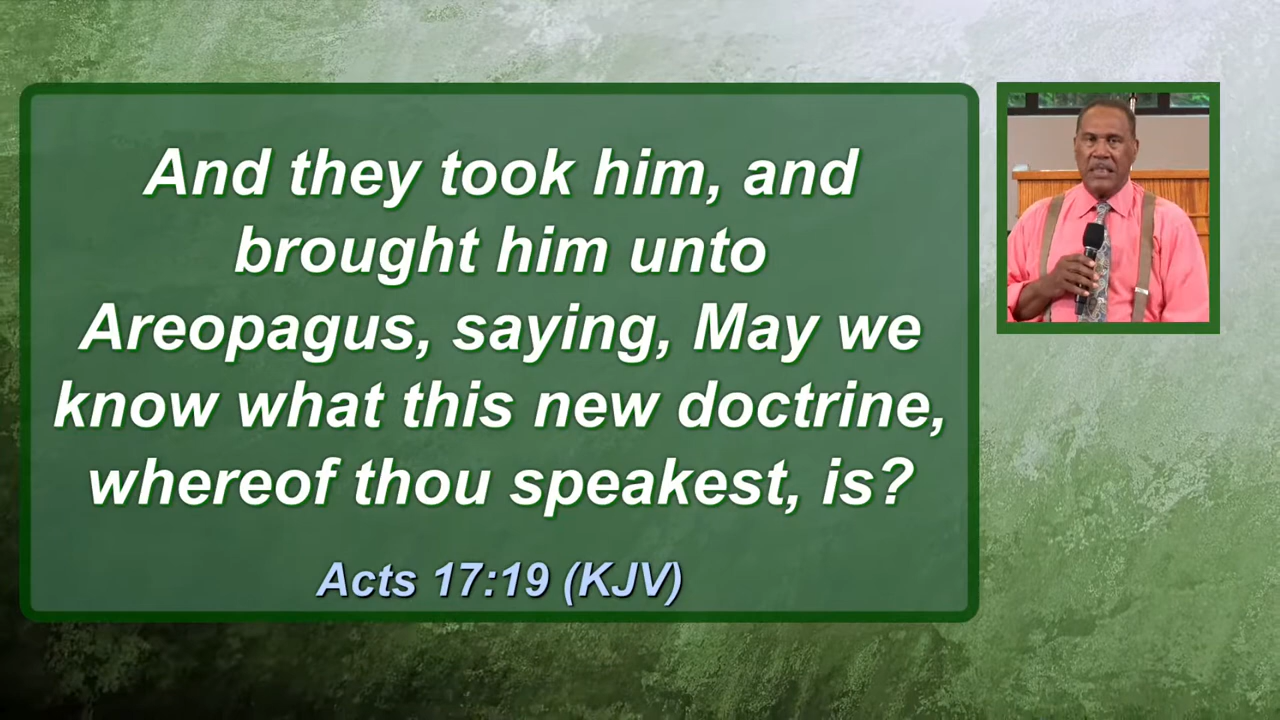 And they took him, and
brought him unto
Areopagus, saying, May we
know what this new doctrine,
whereof thou speakest, is?
Acts 17:19 (KJV)